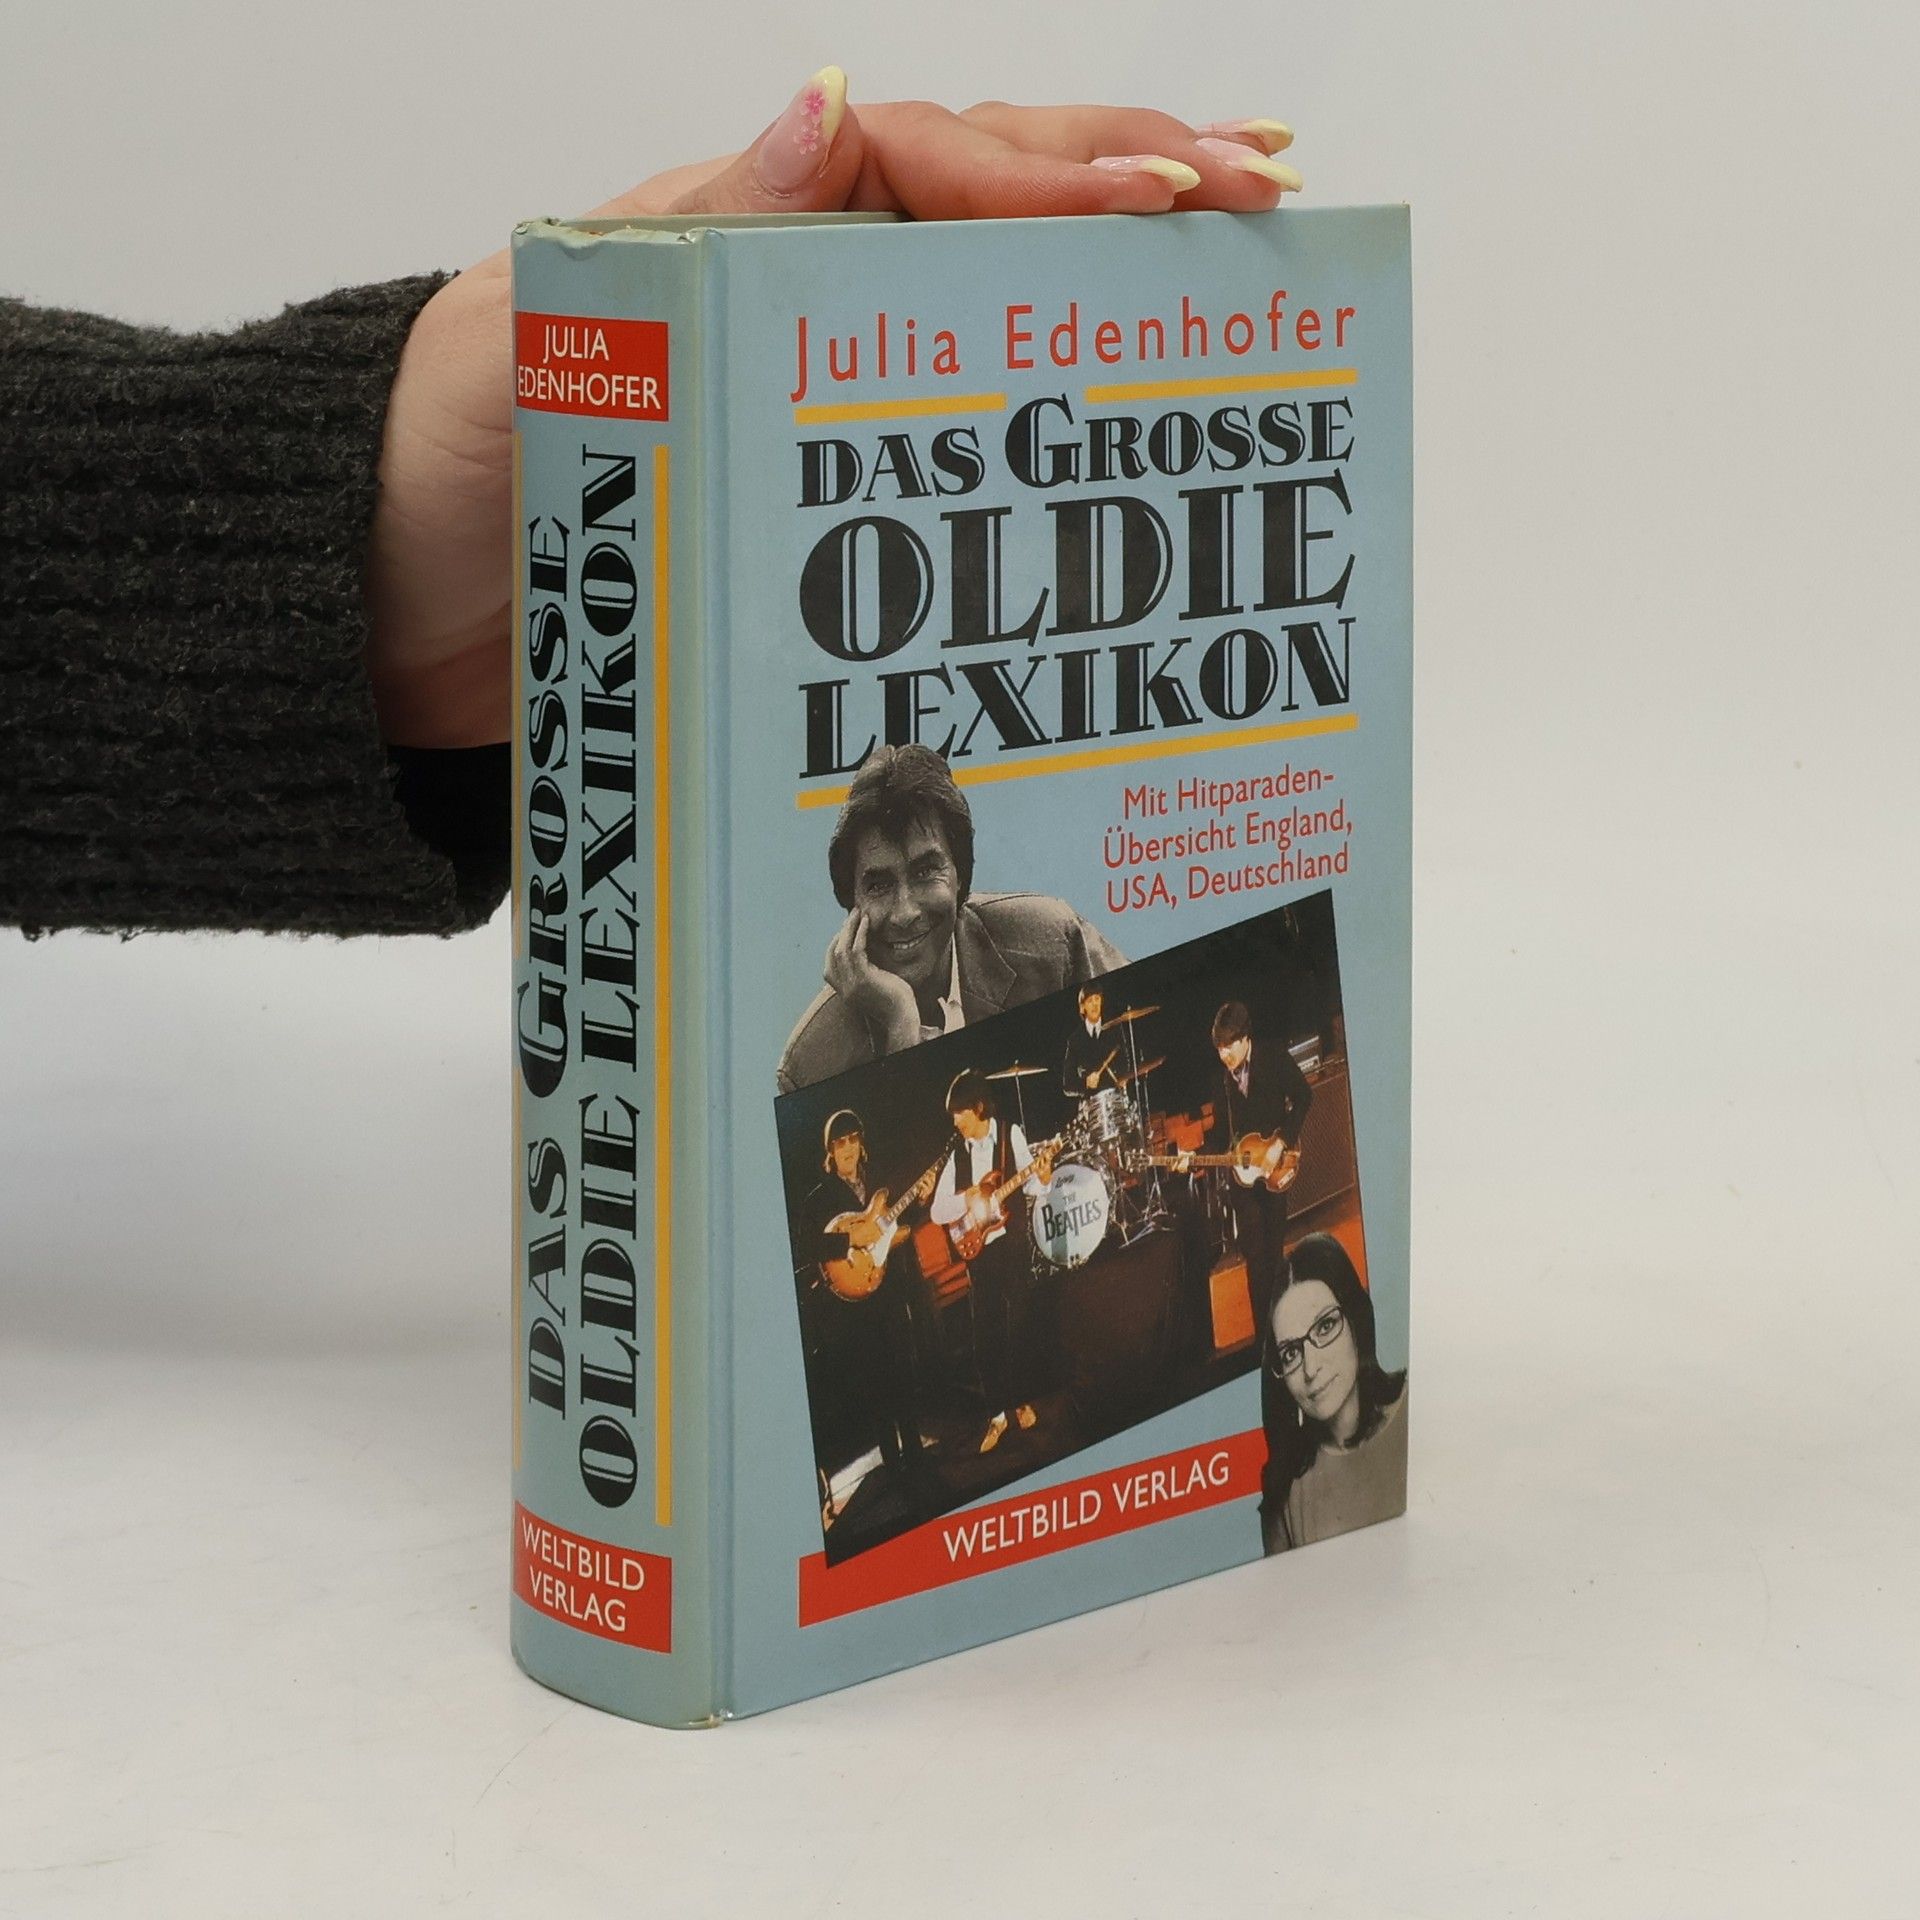 JULIA
EDENHOFER
DAS GROSSE
OLDIE LEXIKON
WELTBILD
VERLAG
Julia Edenhofer
DAS GROSSE
OLDIE
LEXIKON
Mit Hitparaden-
Übersicht England,
USA, Deutschland
Ludwig
THE
BEATLES
WELTBILD VERLAG